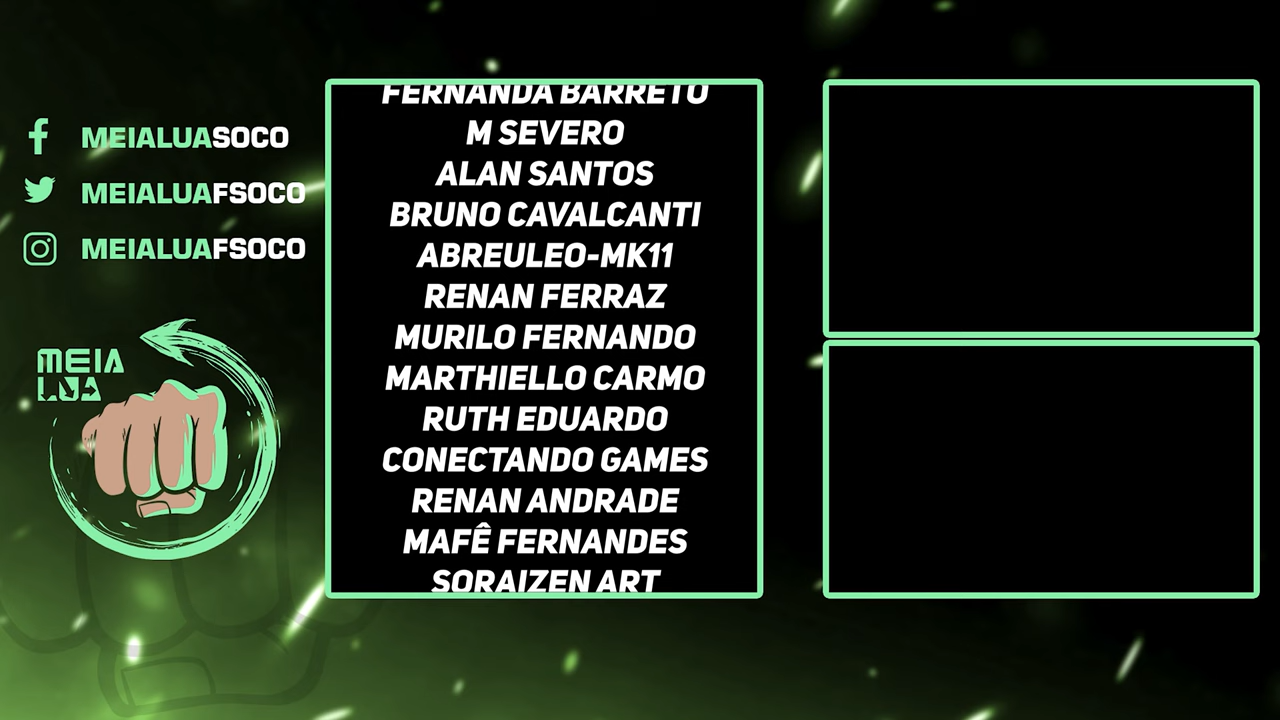 MEIALUASOCO
MEIALUAFSOCO
MEIALUAFSOCO
MEIA
LUA
FERNANDA BARRETO
M SEVERO
ALAN SANTOS
BRUNO CAVALCANTI
ABREULEO-MK11
RENAN FERRAZ
MURILO FERNANDO
MARTHIELLO CARMO
RUTH EDUARDO
CONECTANDO GAMES
RENAN ANDRADE
MAFÊ FERNANDES
SORAIZEN ART